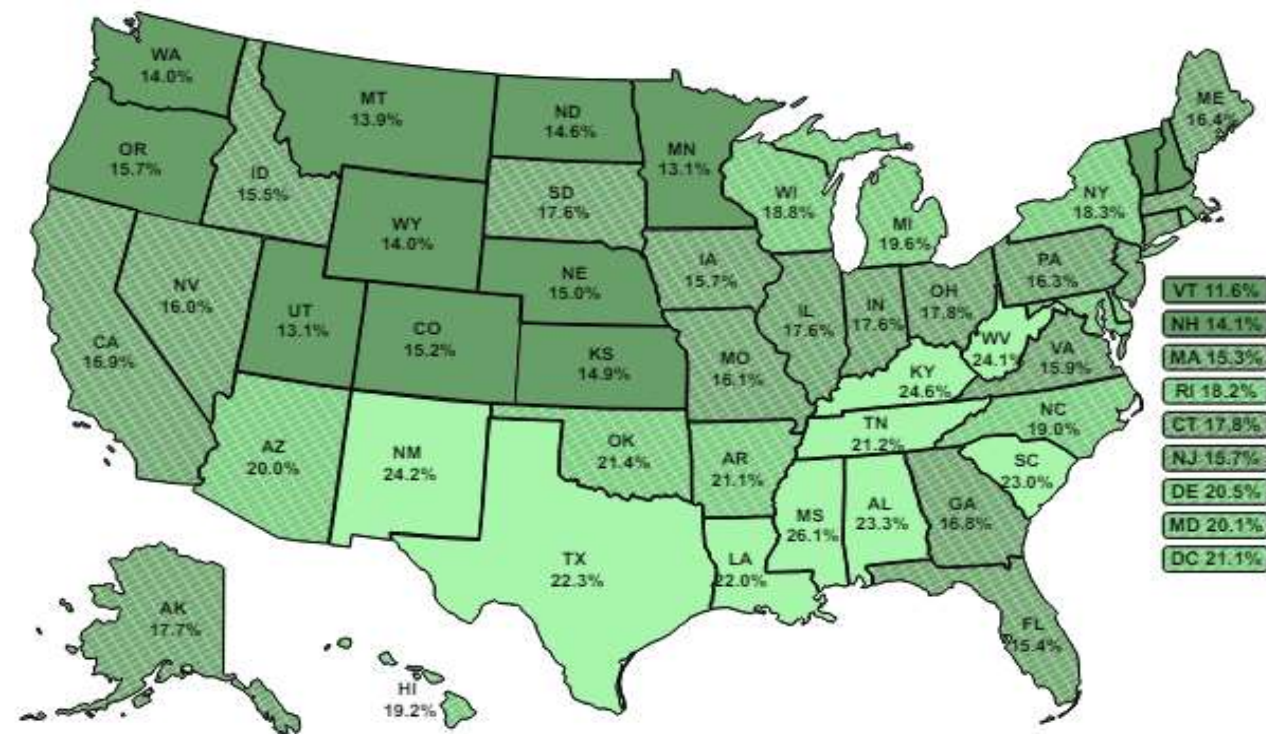 WA
14.0%
MT
13.9%
ND
14.6%
MN
13.1%
ME
16.4%
OR
15.7%
ID
15.5%
SD
17.6%
WI
18.8%
NY
18.3%
MI
19.6%
WY
14.0%
IA
15.7%
PA
16.3%
NV
16.0%
NE
15.0%
IL
17.6%
IN
17.6%
OH
17.8%
UT
13.1%
CO
15.2%
CA
16.9%
KS
14.9%
MO
16.1%
WV
24.1%
VA
15.9%
KY
24.6%
NC
19.0%
TN
21.2%
AZ
20.0%
NM
24.2%
OK
21.4%
AR
21.1%
SC
23.0%
MS
26.1%
AL
23.3%
GA
16.8%
TX
22.3%
LA
22.0%
FL
15.4%
AK
17.7%
HI
19.2%
VT 11.6%
NH 14.1%
MA 15.3%
RI 18.2%
CT 17.8%
NJ 15.7%
DE 20.5%
MD 20.1%
DC 21.1%